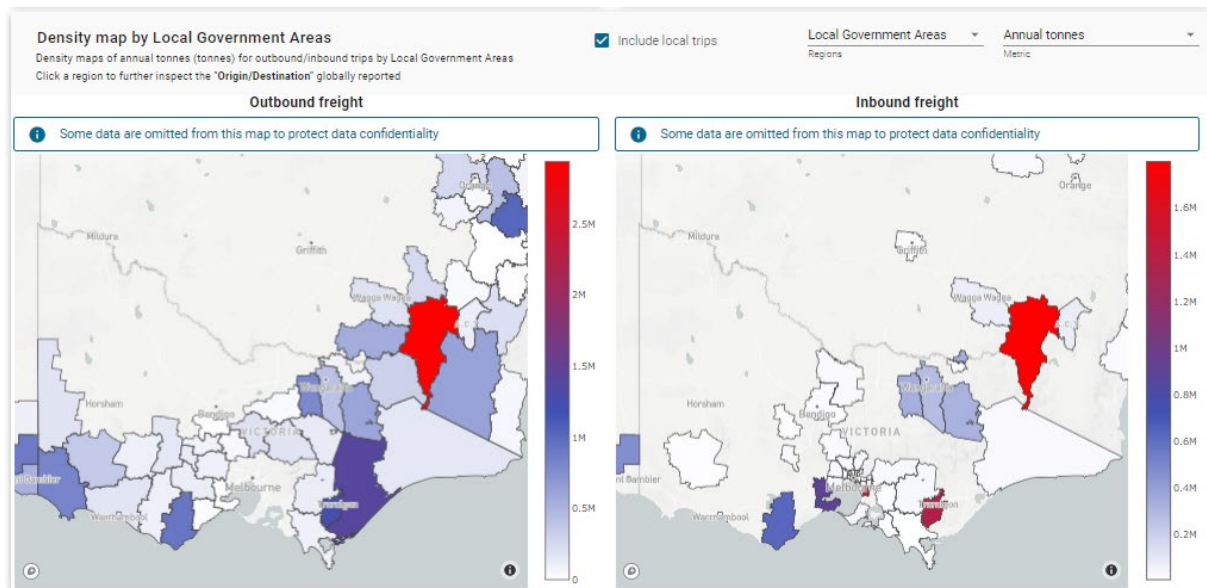 Density map by Local Government Areas
Density maps of annual tonnes (tonnes) for outbound/inbound trips by Local Government Areas
Click a region to further inspect the "Origin/Destination" globally reported
Include local trips
Local Government Areas
Regions
Annual tonnes
Metric
Outbound freight
Some data are omitted from this map to protect data confidentiality
Orange
Mildura
Griffith
Wagga Wagga
A.C.T.
Wangaratta
Horsham
Bendigo
VICTORIA
Melbourne
Warrnambool
Traralgon
2.5M
2M
1.5M
1M
0.5M
0
Inbound freight
Some data are omitted from this map to protect data confidentiality
Orange
Mildura
Griffith
Wagga Wagga
Wangaratta
Horsham
Bendigo
VICTORIA
Melbourne
Warrnambool
Traralgon
1.6M
1.4M
1.2M
1M
0.8M
0.6M
0.4M
0.2M